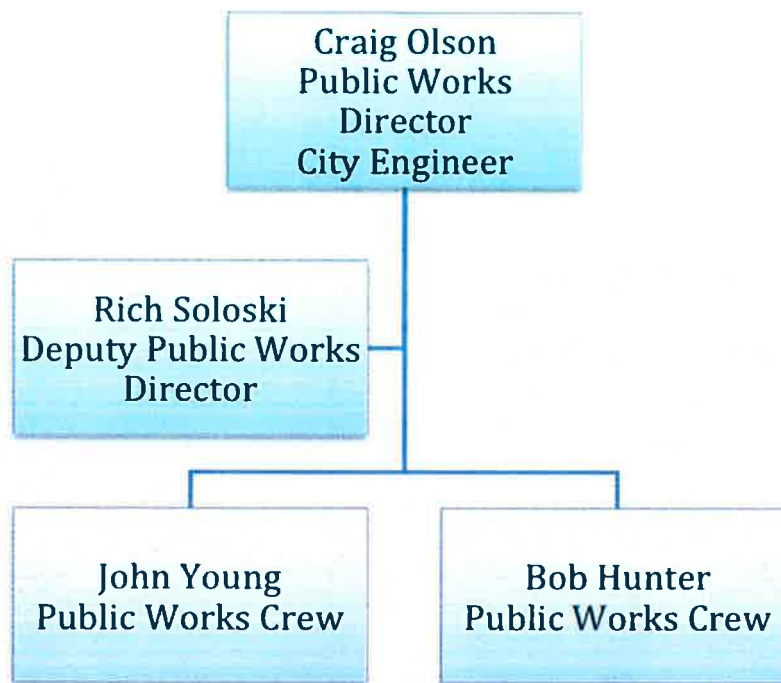 Craig Olson
Public Works
Director
City Engineer
Rich Soloski
Deputy Public Works
Director
John Young
Public Works Crew
Bob Hunter
Public Works Crew